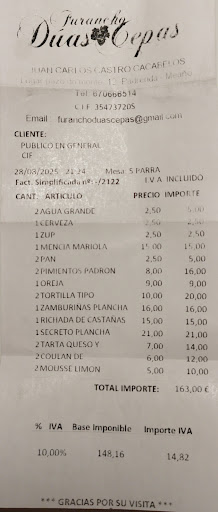 Furancho
Dúas Cepas
JUAN CARLOS CASTRO CACABELOS
Tel: 670666514
C.I.F. 35473720S
Email : furanchoduascepas@gmail.com
CLIENTE:
PUBLICO EN GENERAL
CIF
28/08/2025 21:24 Mesa: 5 PARRA
Fact. Simplificada nº: -/2122 I.V.A INCLUIDO
CANT. ARTICULO PRECIO IMPORTE
2 AGUA GRANDE 2,50 5,00
1 CERVEZA 2,50 2,50
1 ZUP 2,50 2,50
1 MENCIA MARIOLA 15,00 15,00
2 PAN 2,50 5,00
2 PIMIENTOS PADRON 8,00 16,00
1 OREJA 9,00 9,00
2 TORTILLA TIPO 10,00 20,00
1 ZAMBURIÑAS PLANCHA 16,00 16,00
1 RICHADA DE CASTAÑAS 15,00 15,00
1 SECRETO PLANCHA 21,00 21,00
2 TARTA QUESO Y 7,00 14,00
2 COULAN DE 6,00 12,00
2 MOUSSE LIMON 5,00 10,00
TOTAL IMPORTE: 163,00 €
% IVA Base Imponible Importe IVA
10,00% 148,16 14,82
*** GRACIAS POR SU VISITA ***